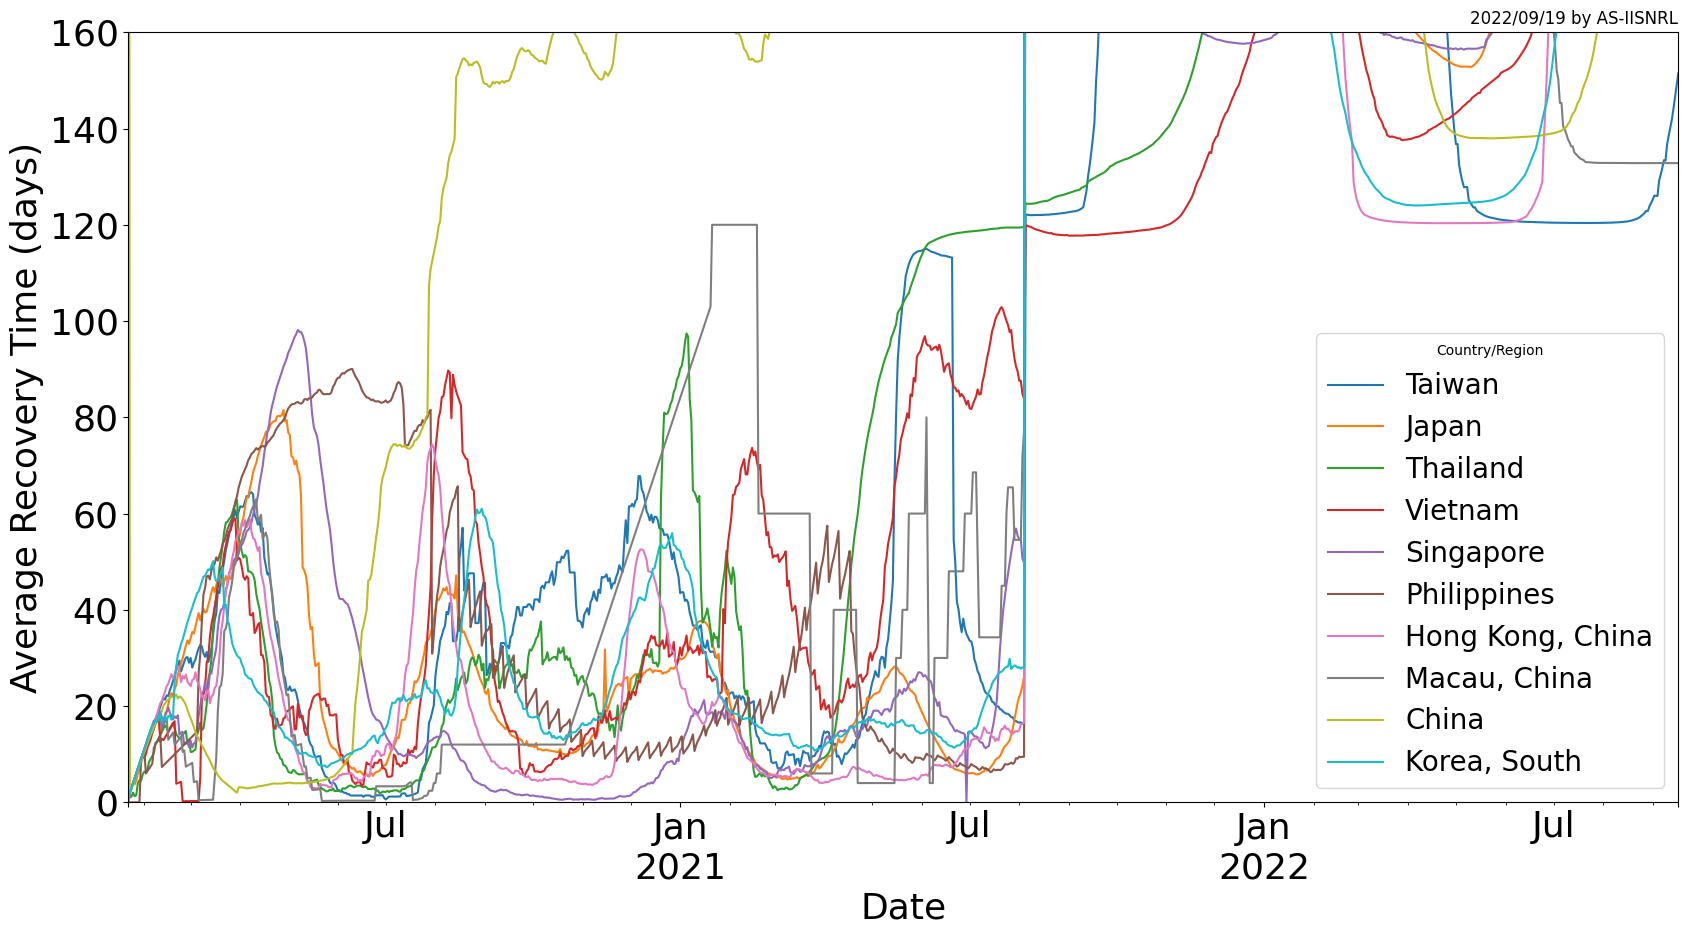 2022/09/19 by AS-IISNRL
160
140
120
100
80
60
40
20
0
Average Recovery Time (days)
Jul
Jan
2021
Jul
Jan
2022
Jul
Date
Country/Region
Taiwan
Japan
Thailand
Vietnam
Singapore
Philippines
Hong Kong, China
Macau, China
China
Korea, South